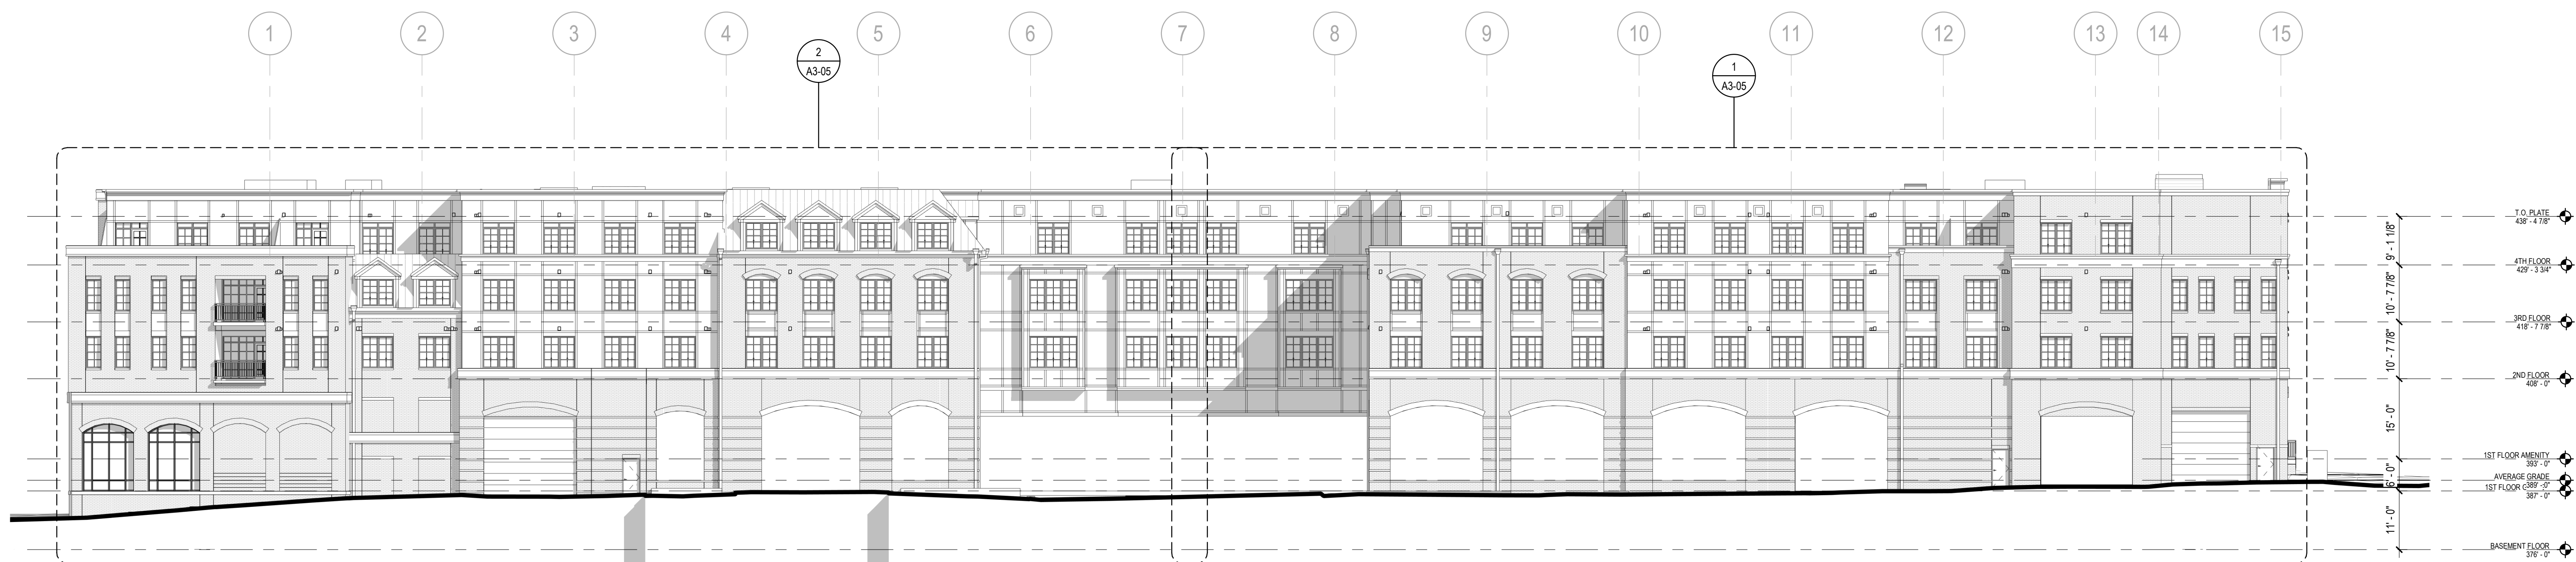 1
2
3
4
5
6
7
8
9
10
11
12
13
14
15
2
A3-05
1
A3-05
T.O. PLATE
438' - 4 7/8"
9' - 1 1/8"
4TH FLOOR
429' - 3 3/4"
10' - 7 7/8"
3RD FLOOR
418' - 7 7/8"
10' - 7 7/8"
2ND FLOOR
408' - 0"
15' - 0"
1ST FLOOR AMENITY
393' - 0"
6' - 0"
AVERAGE GRADE
389' - 0"
1ST FLOOR
387' - 0"
11' - 0"
BASEMENT FLOOR
376' - 0"